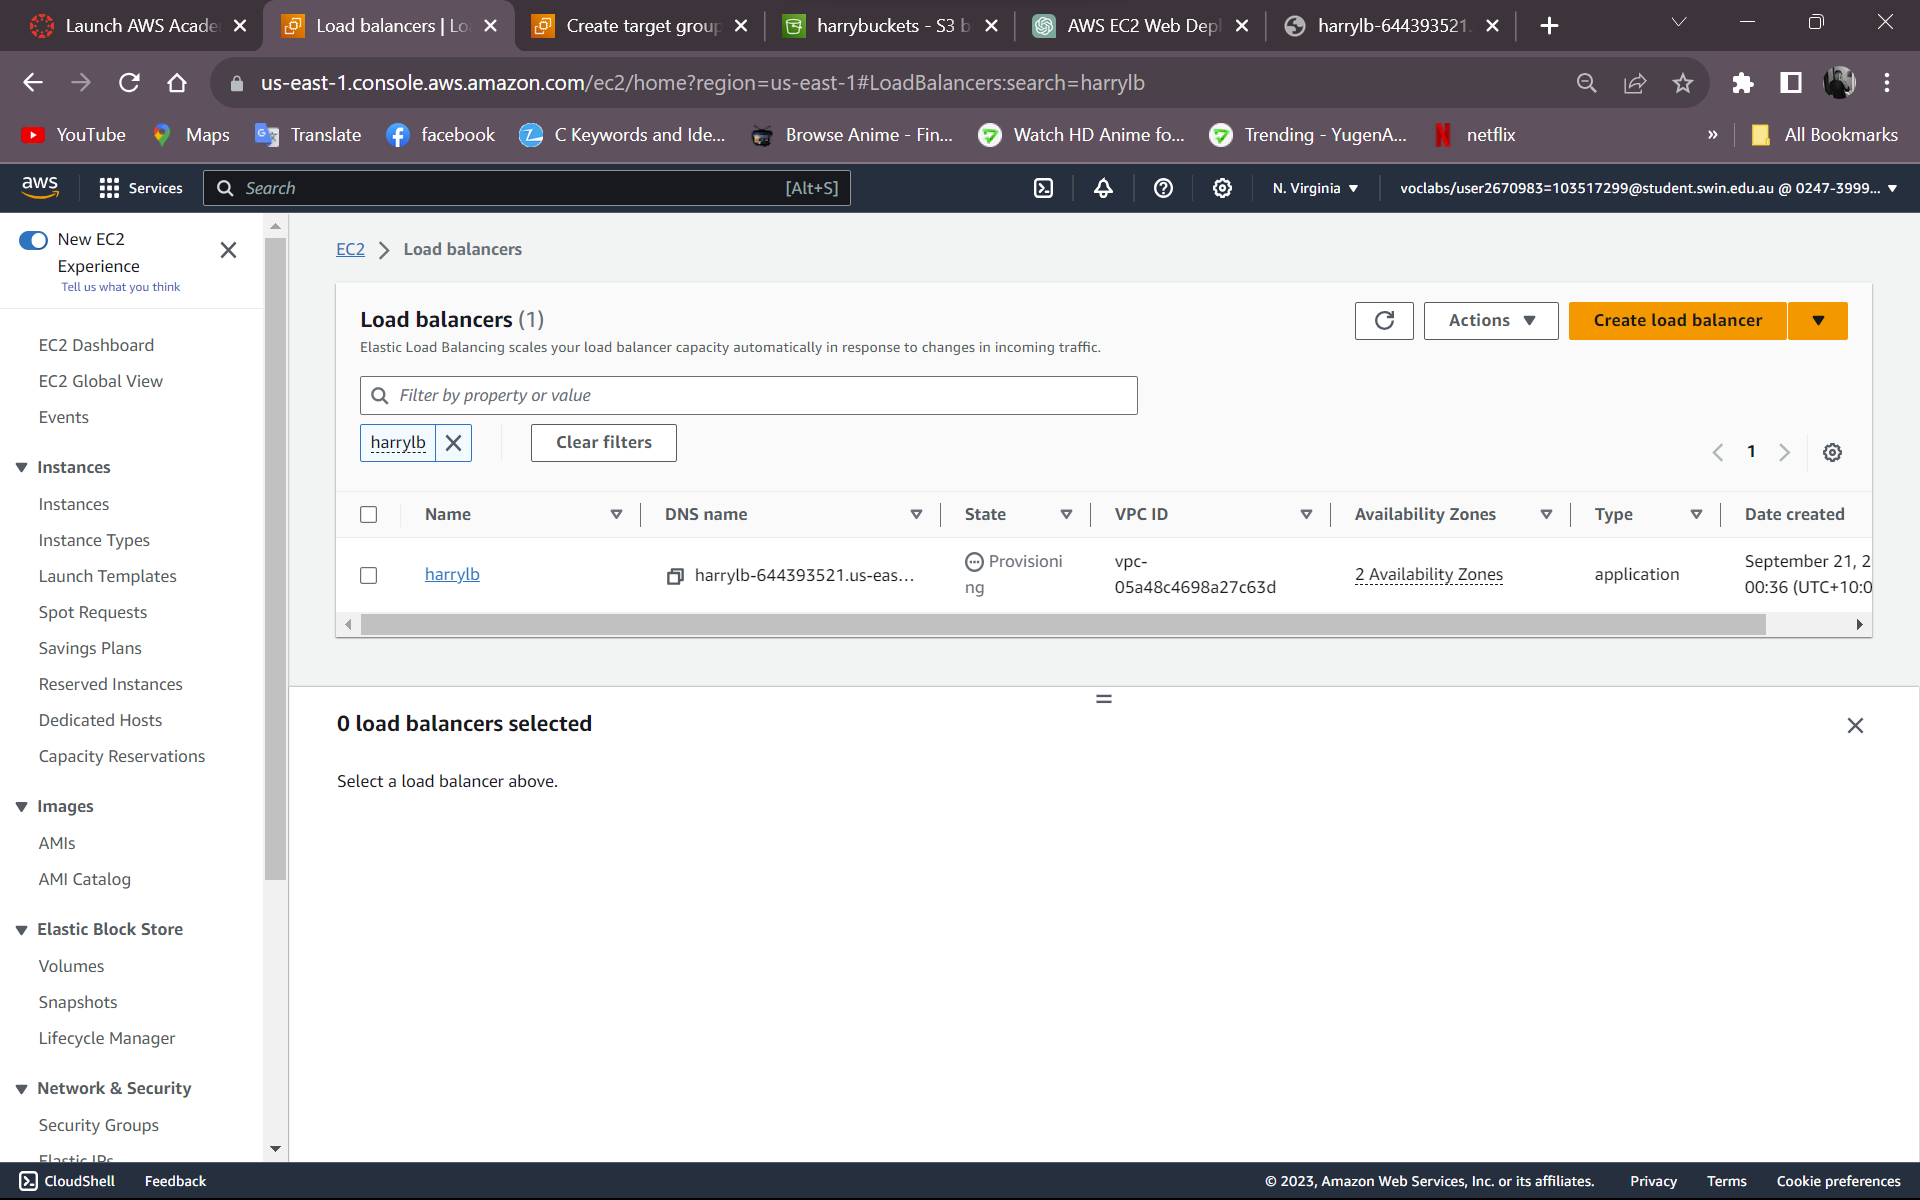 Launch AWS Acade
Load balancers | Lo
Create target group
harrybuckets - S3 b
AWS EC2 Web Depl
harrylb-644393521.
us-east-1.console.aws.amazon.com/ec2/home?region=us-east-1#LoadBalancers:search=harrylb
YouTube
Maps
Translate
facebook
C Keywords and Ide...
Browse Anime - Fin...
Watch HD Anime fo...
Trending - YugenA...
netflix
»
All Bookmarks
aws
Services
Search
[Alt+S]
N. Virginia
voclabs/user2670983=103517299@student.swin.edu.au @ 0247-3999...
New EC2
Experience
Tell us what you think
EC2 Dashboard
EC2 Global View
Events
Instances
Instances
Instance Types
Launch Templates
Spot Requests
Savings Plans
Reserved Instances
Dedicated Hosts
Capacity Reservations
Images
AMIs
AMI Catalog
Elastic Block Store
Volumes
Snapshots
Lifecycle Manager
Network & Security
Security Groups
Elastic IPs
EC2 > Load balancers
Load balancers (1)
Elastic Load Balancing scales your load balancer capacity automatically in response to changes in incoming traffic.
Actions
Create load balancer
Filter by property or value
harrylb
Clear filters
1
Name
DNS name
State
VPC ID
Availability Zones
Type
Date created
harrylb
harrylb-644393521.us-eas...
Provisioni
ng
vpc-
05a48c4698a27c63d
2 Availability Zones
application
September 21, 2
00:36 (UTC+10:0
0 load balancers selected
Select a load balancer above.
CloudShell
Feedback
© 2023, Amazon Web Services, Inc. or its affiliates.
Privacy
Terms
Cookie preferences